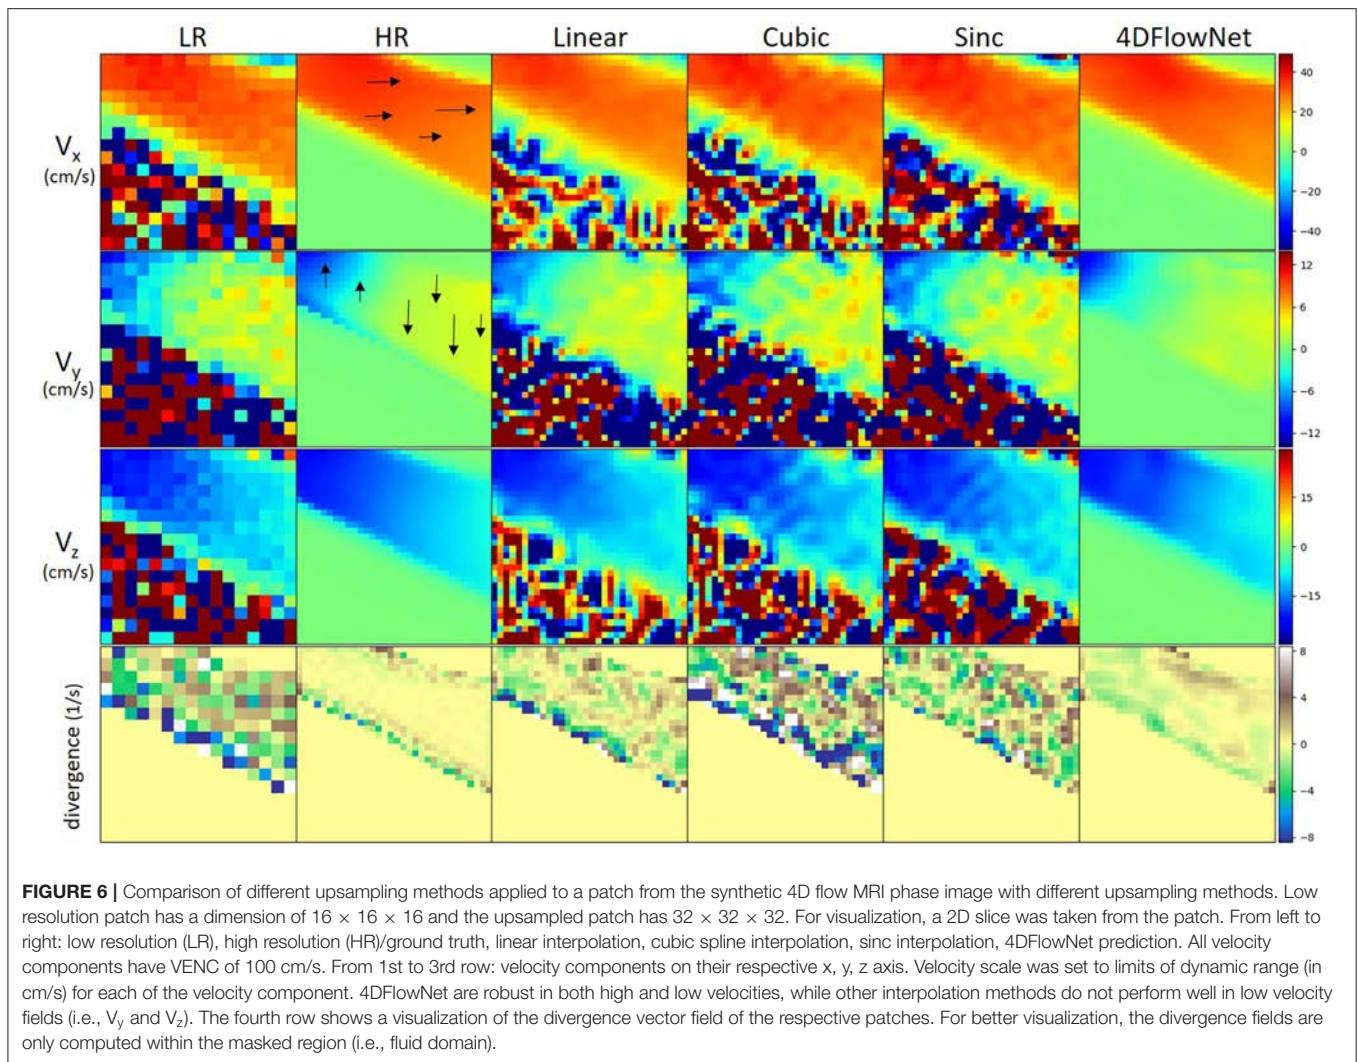 LR HR Linear Cubic Sinc 4DFlowNet
Vx
(cm/s)
40
20
0
−20
−40
Vy
(cm/s)
12
6
0
−6
−12
Vz
(cm/s)
15
0
−15
divergence (1/s)
8
4
0
−4
−8
FIGURE 6 | Comparison of different upsampling methods applied to a patch from the synthetic 4D flow MRI phase image with different upsampling methods. Low
resolution patch has a dimension of 16 × 16 × 16 and the upsampled patch has 32 × 32 × 32. For visualization, a 2D slice was taken from the patch. From left to
right: low resolution (LR), high resolution (HR)/ground truth, linear interpolation, cubic spline interpolation, sinc interpolation, 4DFlowNet prediction. All velocity
components have VENC of 100 cm/s. From 1st to 3rd row: velocity components on their respective x, y, z axis. Velocity scale was set to limits of dynamic range (in
cm/s) for each of the velocity component. 4DFlowNet are robust in both high and low velocities, while other interpolation methods do not perform well in low velocity
fields (i.e., Vy and Vz). The fourth row shows a visualization of the divergence vector field of the respective patches. For better visualization, the divergence fields are
only computed within the masked region (i.e., fluid domain).